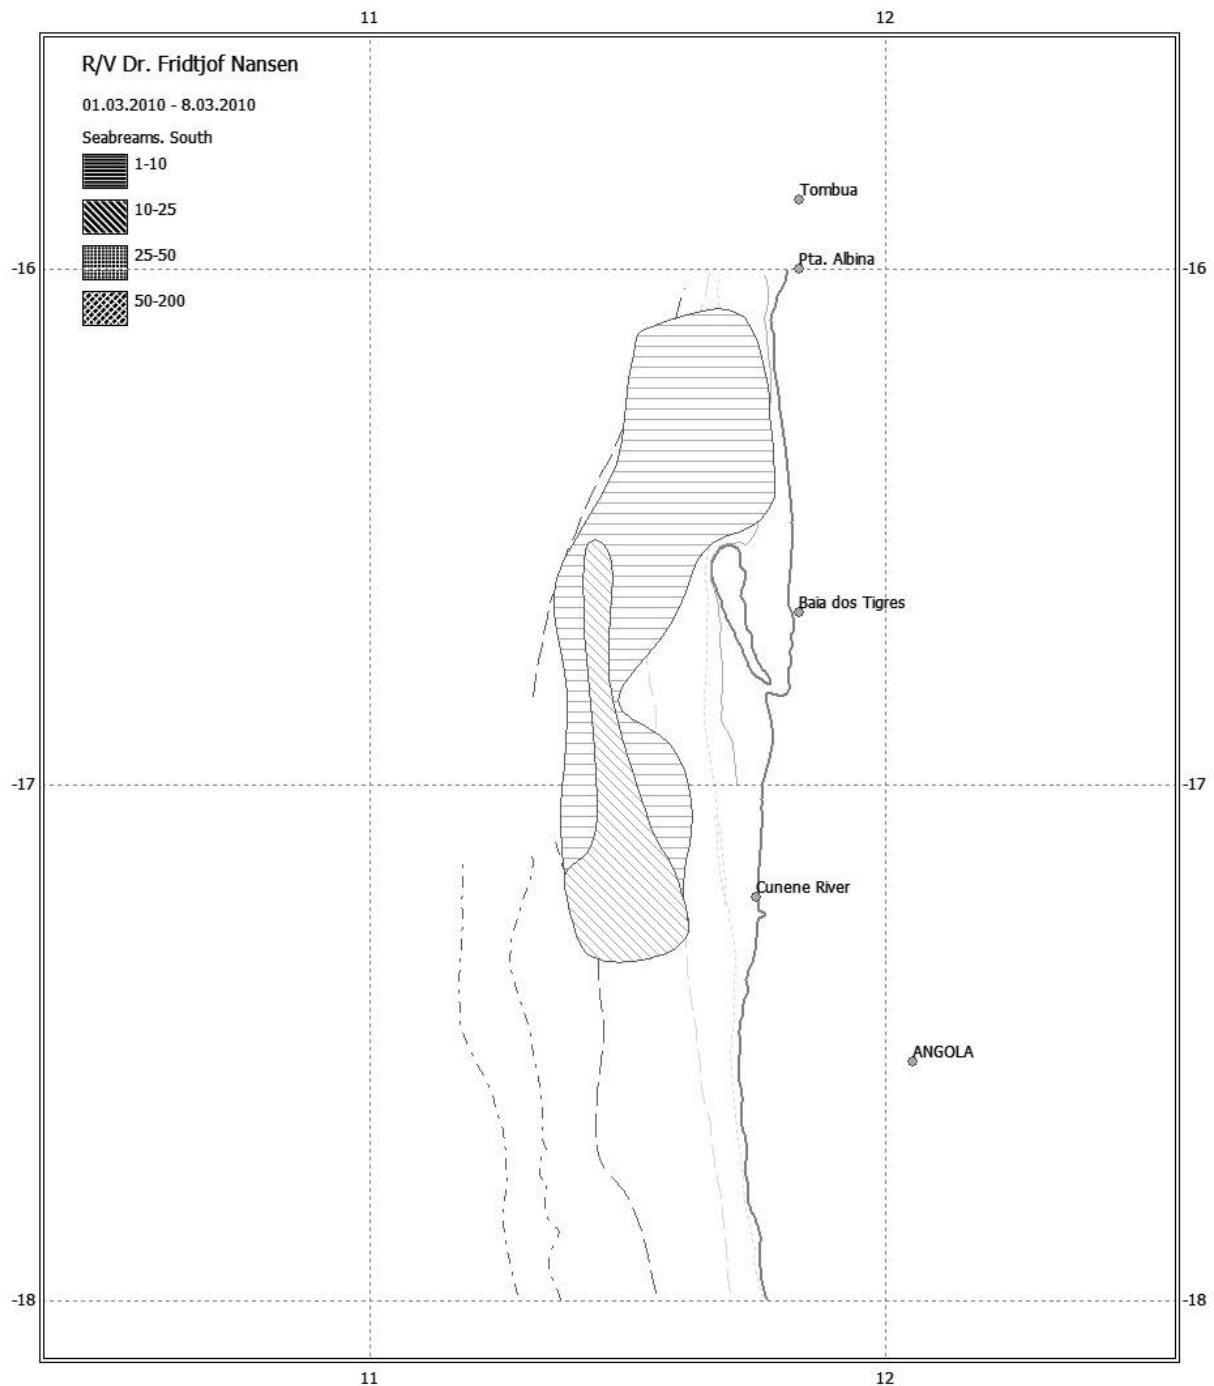 11 12
R/V Dr. Fridtjof Nansen
01.03.2010 - 8.03.2010
Seabreams. South
1-10
10-25
25-50
50-200
Tombua
-16 Pta. Albina -16
Baia dos Tigres
-17 -17
Cunene River
ANGOLA
-18 -18
11 12